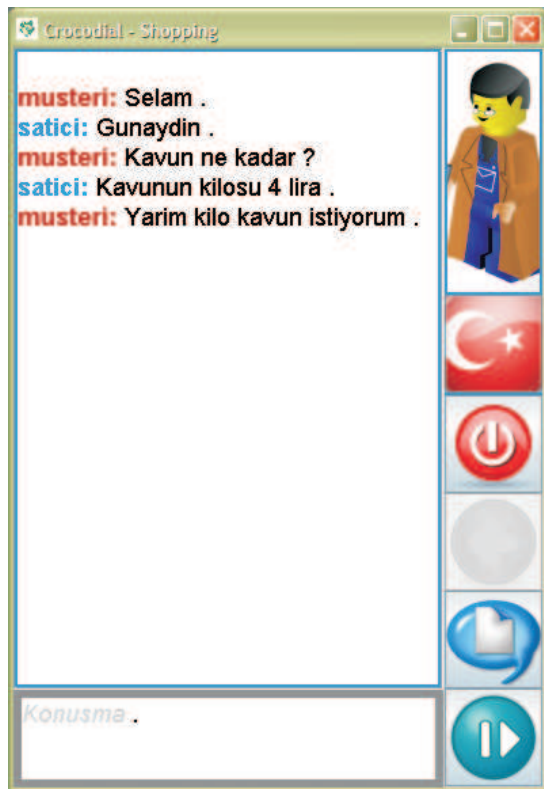 Crocodial - Shopping
musteri: Selam .
satici: Gunaydin .
musteri: Kavun ne kadar ?
satici: Kavunun kilosu 4 lira .
musteri: Yarim kilo kavun istiyorum .
Konusma .